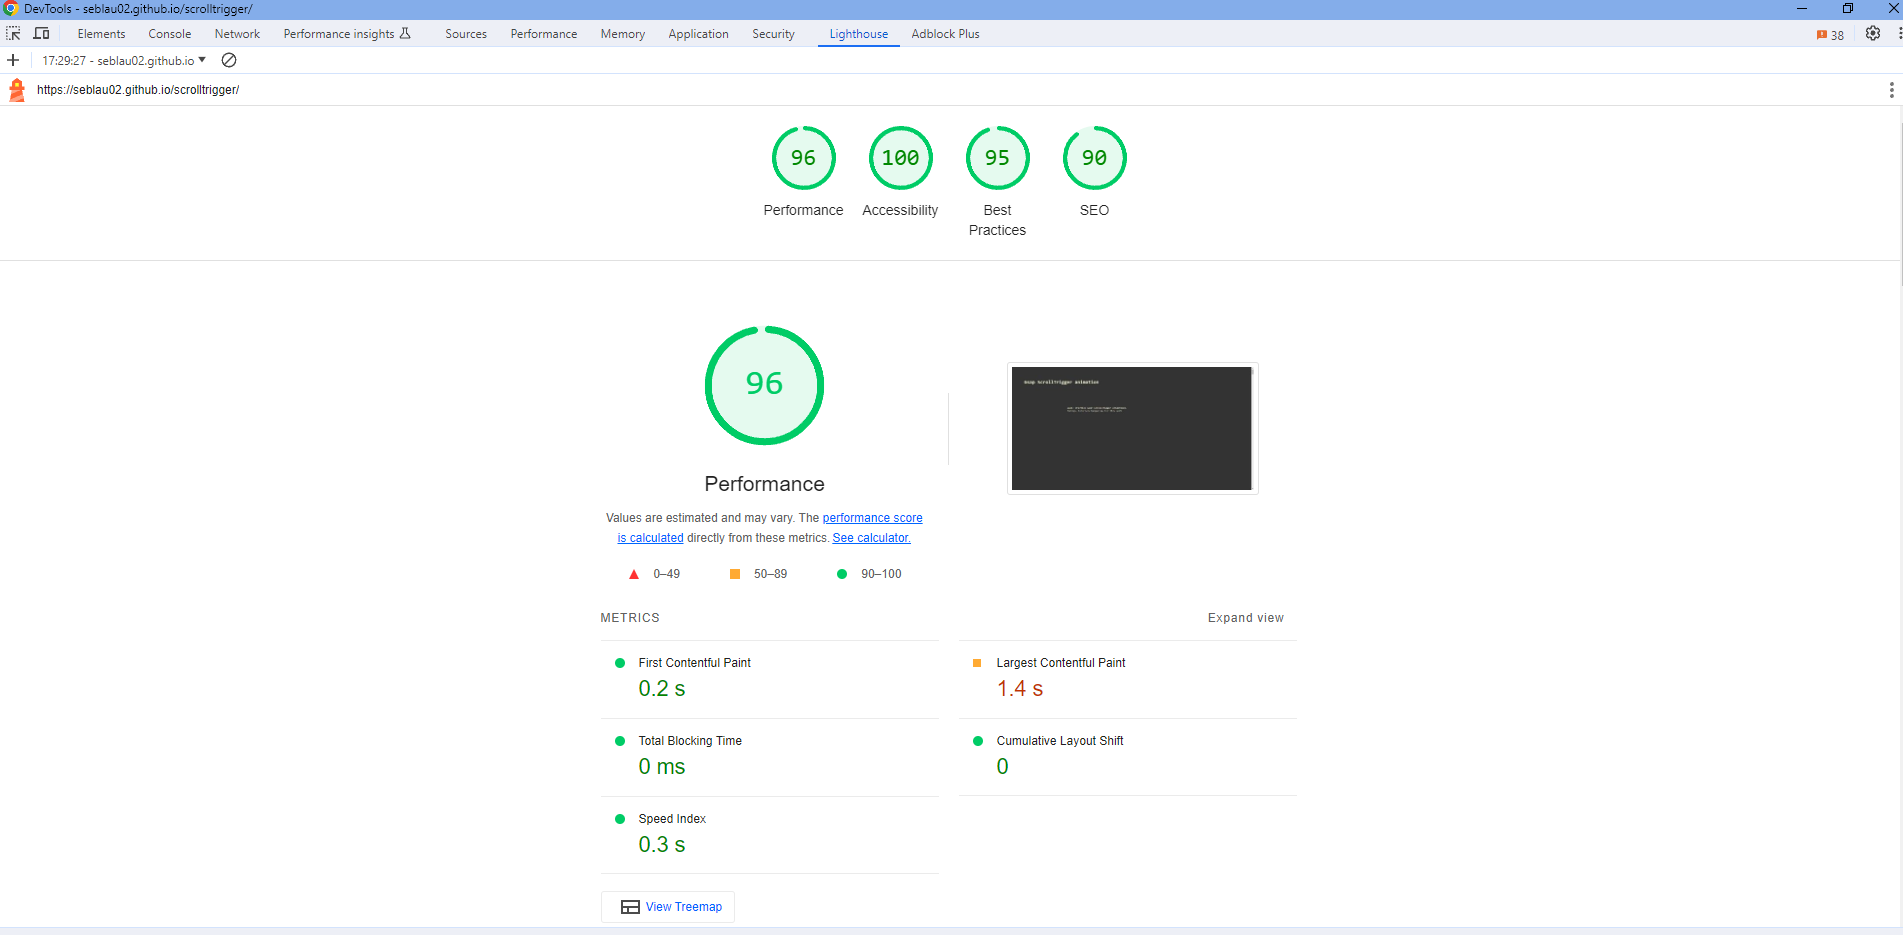 DevTools - seblau02.github.io/scrolltrigger/
Elements Console Network Performance insights Sources Performance Memory Application Security Lighthouse Adblock Plus 38
17:29:27 - seblau02.github.io
https://seblau02.github.io/scrolltrigger/
96 100 95 90
Performance Accessibility Best SEO
Practices
96
scrolltrigger animation
Performance
Values are estimated and may vary. The performance score
is calculated directly from these metrics. See calculator.
0–49 50–89 90–100
METRICS Expand view
First Contentful Paint Largest Contentful Paint
0.2 s 1.4 s
Total Blocking Time Cumulative Layout Shift
0 ms 0
Speed Index
0.3 s
View Treemap